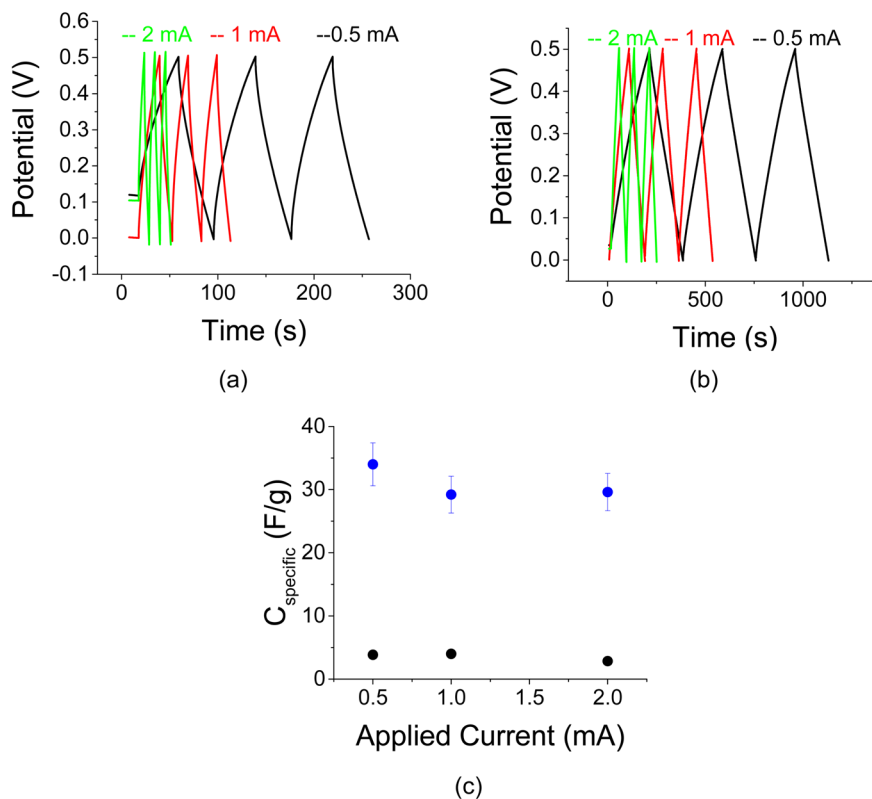 -- 2 mA -- 1 mA --0.5 mA
0.6
0.5
0.4
0.3
0.2
0.1
0.0
-0.1
Potential (V)
0 100 200 300
Time (s)
(a)
-- 2 mA -- 1 mA -- 0.5 mA
0.5
0.4
0.3
0.2
0.1
0.0
Potential (V)
0 500 1000
Time (s)
(b)
40
30
20
10
0
Cspecific (F/g)
0.5 1.0 1.5 2.0
Applied Current (mA)
(c)